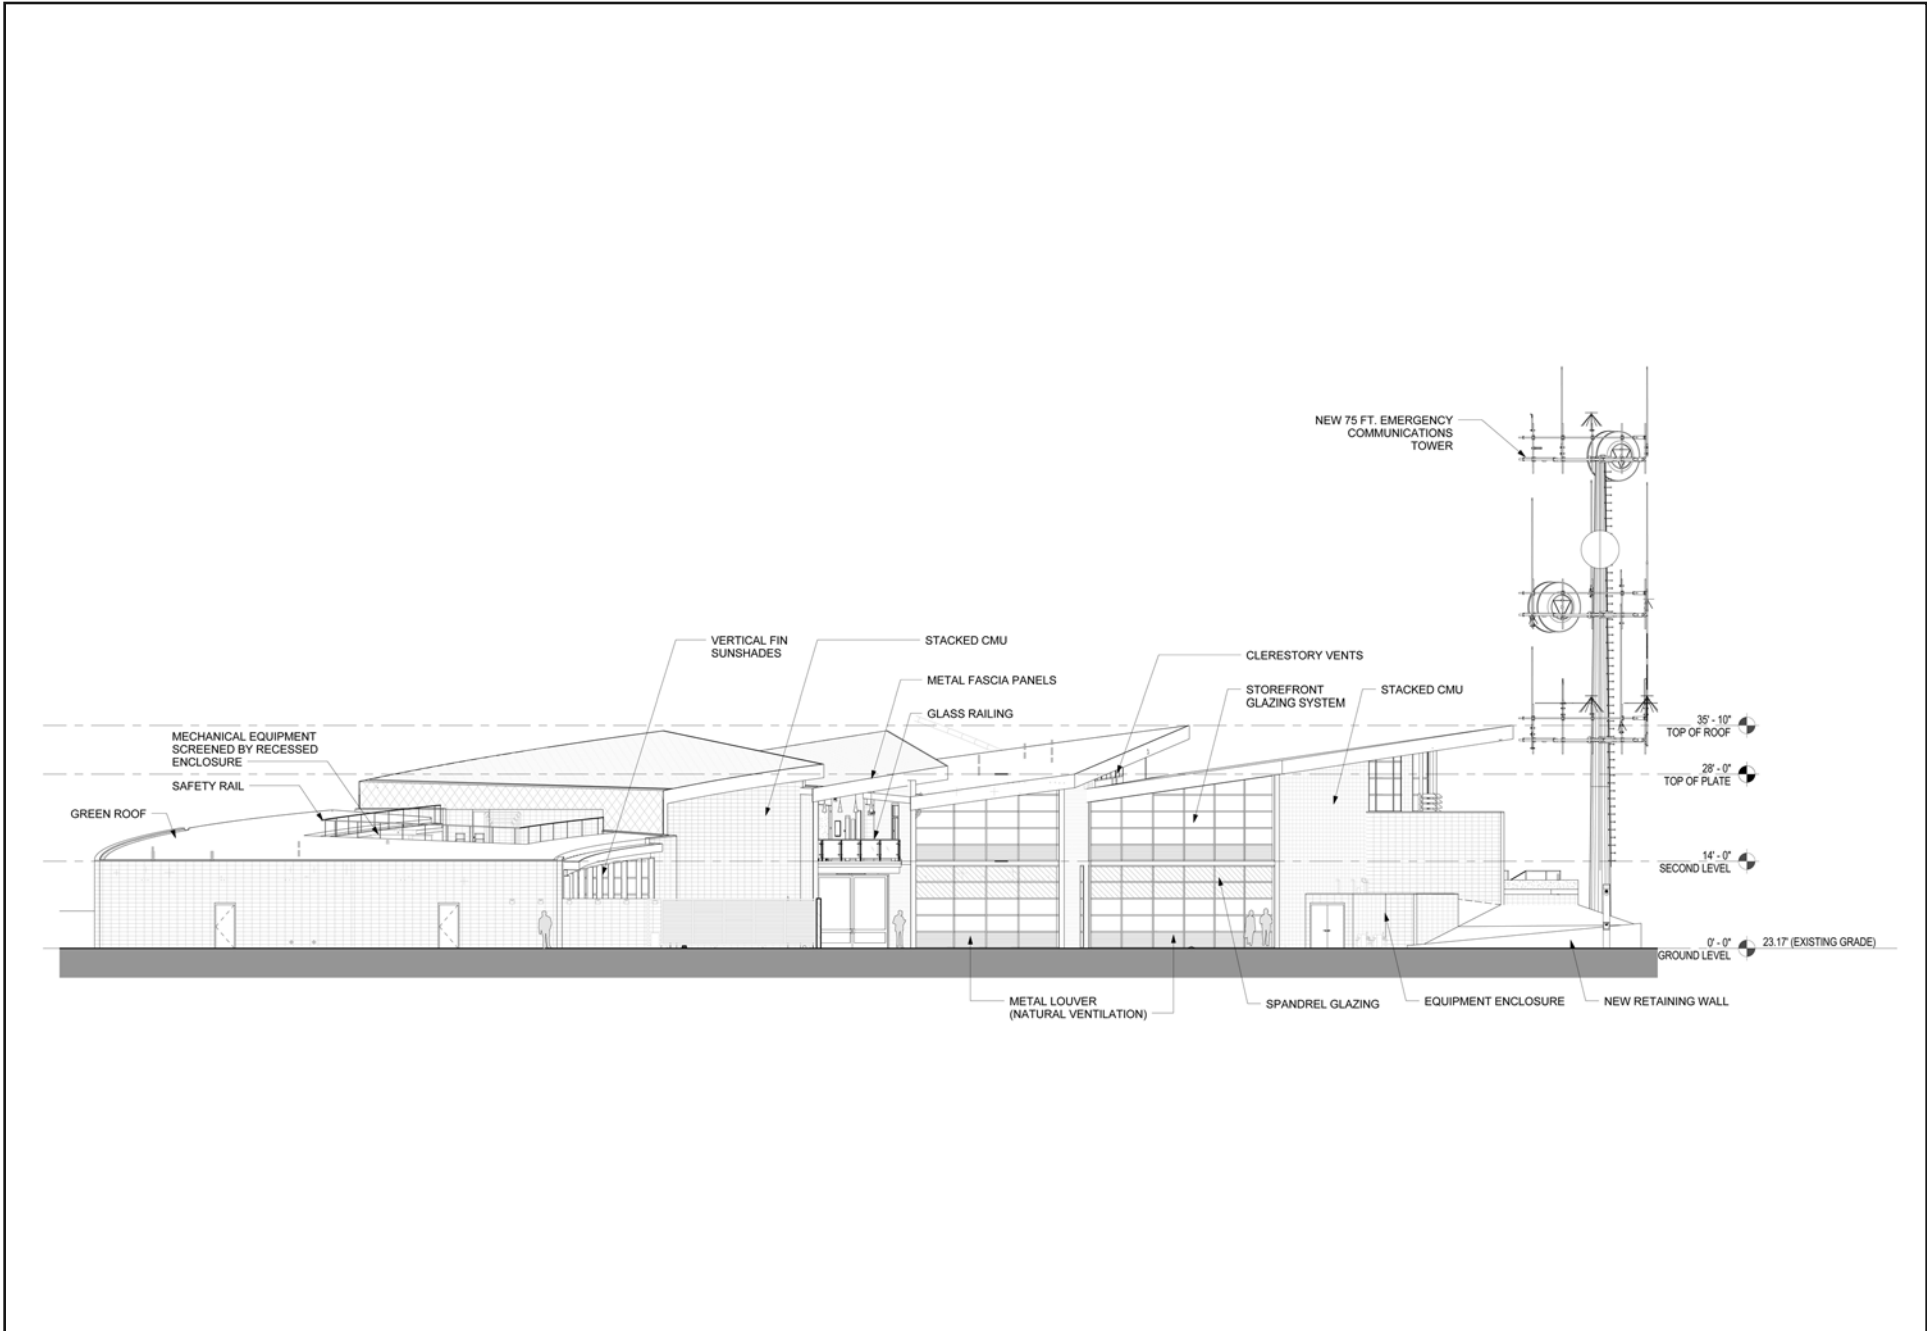 NEW 75 FT. EMERGENCY
COMMUNICATIONS
TOWER
VERTICAL FIN
SUNSHADES
STACKED CMU
METAL FASCIA PANELS
GLASS RAILING
CLERESTORY VENTS
STOREFRONT
GLAZING SYSTEM
STACKED CMU
MECHANICAL EQUIPMENT
SCREENED BY RECESSED
ENCLOSURE
SAFETY RAIL
GREEN ROOF
35' - 10"
TOP OF ROOF
28' - 0"
TOP OF PLATE
14' - 0"
SECOND LEVEL
0' - 0"
GROUND LEVEL
23.17' (EXISTING GRADE)
METAL LOUVER
(NATURAL VENTILATION)
SPANDREL GLAZING
EQUIPMENT ENCLOSURE
NEW RETAINING WALL